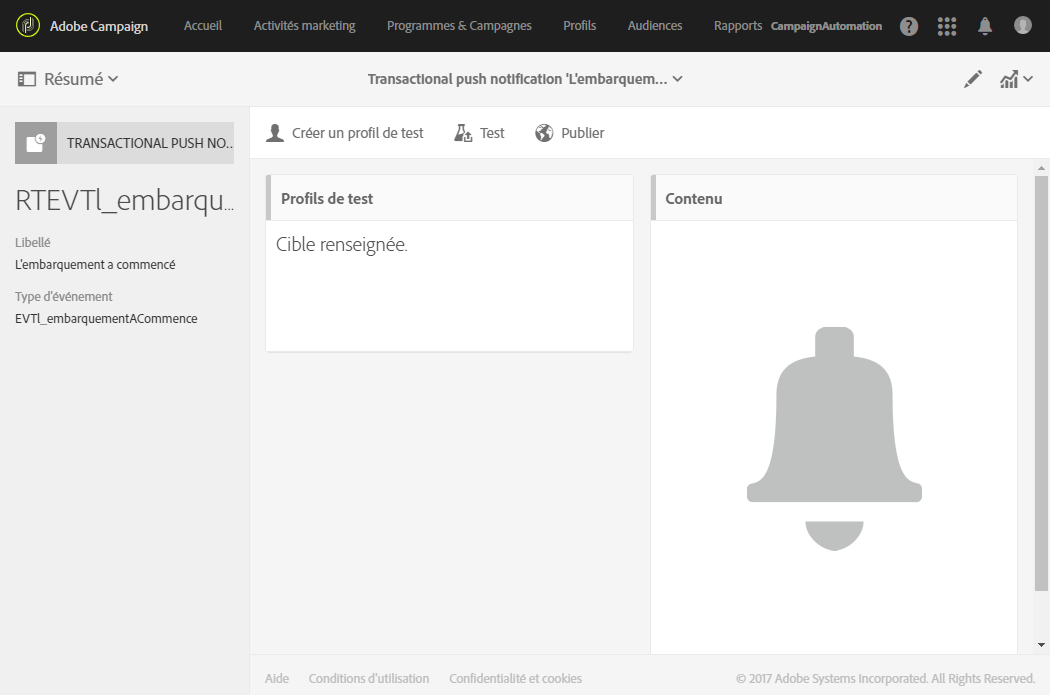 Adobe Campaign
Accueil
Activités marketing
Programmes & Campagnes
Profils
Audiences
Rapports
CampaignAutomation
Résumé
Transactional push notification 'L'embarquem...
TRANSACTIONAL PUSH NO..
Créer un profil de test
Test
Publier
RTEVTl_embarqu...
Libellé
L'embarquement a commencé
Type d'événement
EVTl_embarquementACommence
Profils de test
Cible renseignée.
Contenu
Aide
Conditions d'utilisation
Confidentialité et cookies
© 2017 Adobe Systems Incorporated. All Rights Reserved.